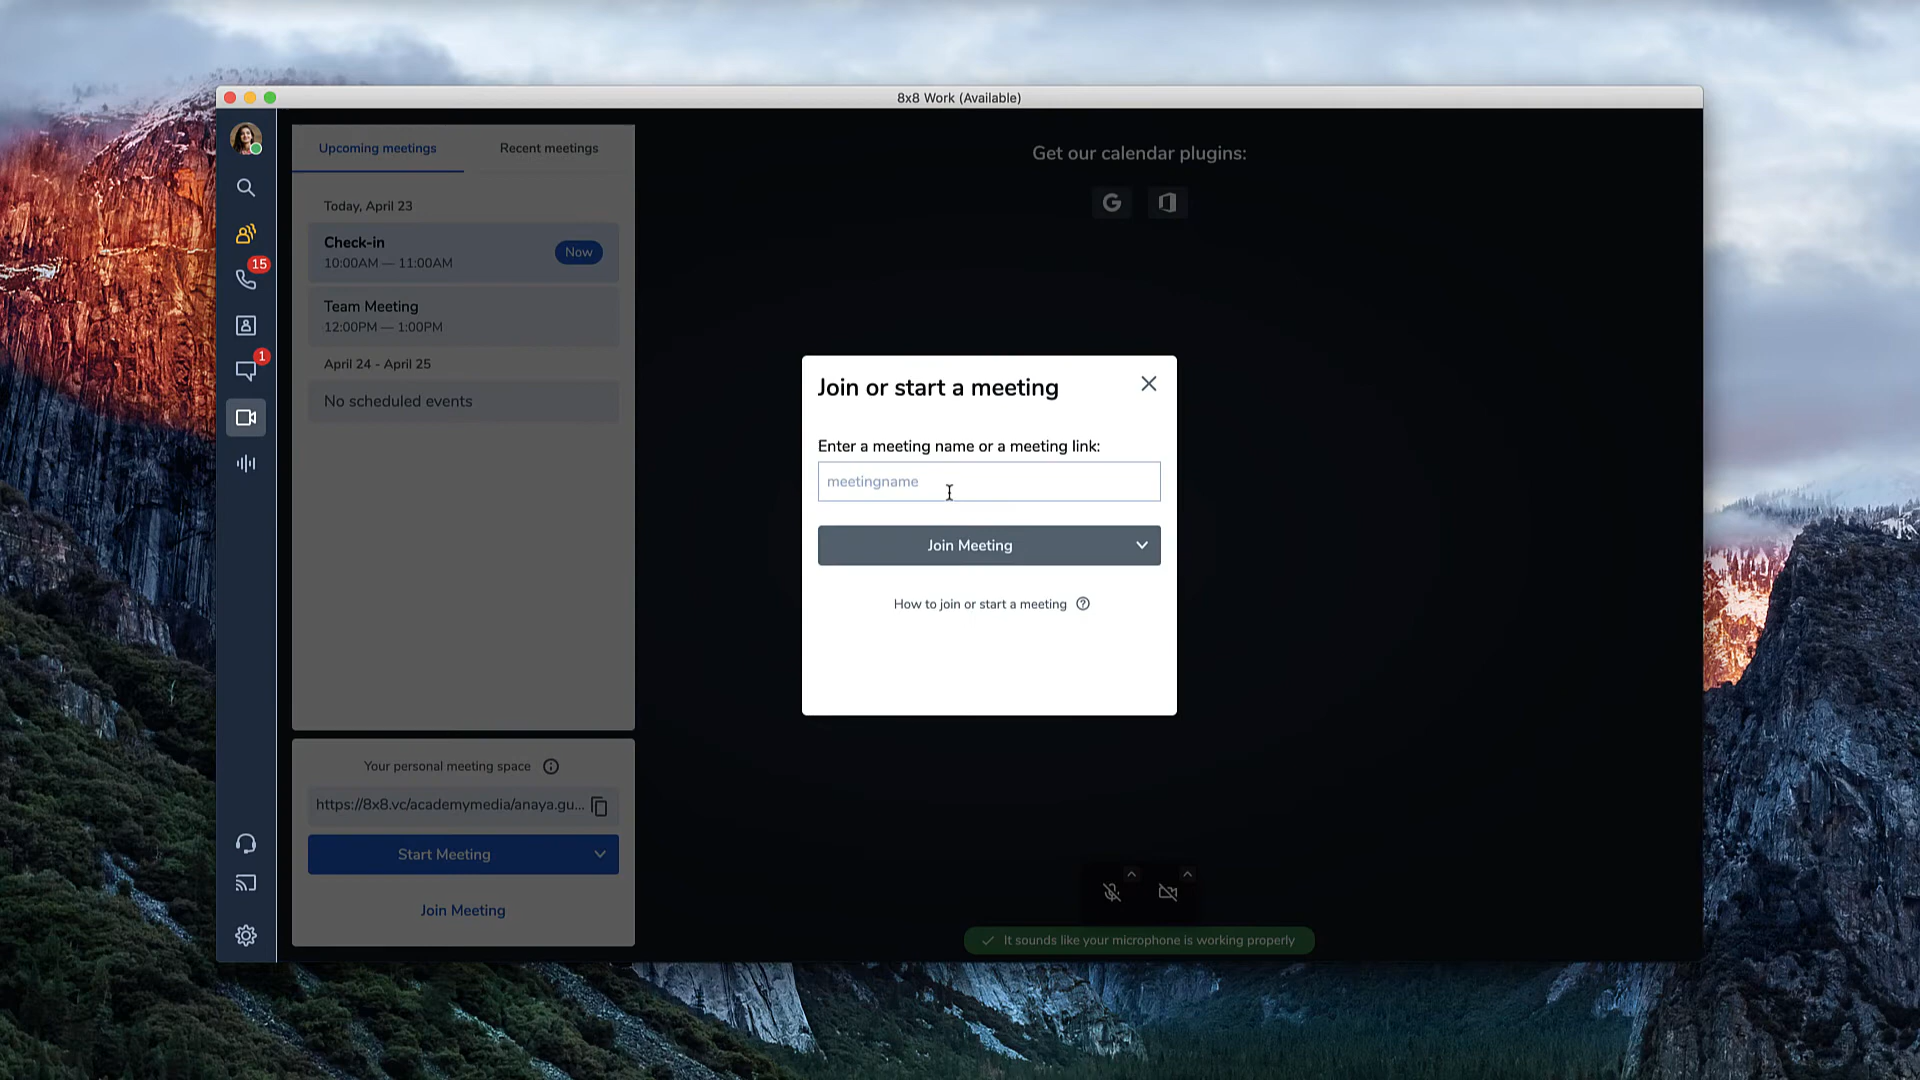 8x8 Work (Available)
Upcoming meetings
Recent meetings
Today, April 23
Check-in
10:00AM — 11:00AM
Now
Team Meeting
12:00PM — 1:00PM
April 24 - April 25
No scheduled events
15
1
Your personal meeting space
https://8x8.vc/academymedia/anaya.gu...
Start Meeting
Join Meeting
Get our calendar plugins:
G
Join or start a meeting
Enter a meeting name or a meeting link:
meetingname
Join Meeting
How to join or start a meeting
It sounds like your microphone is working properly